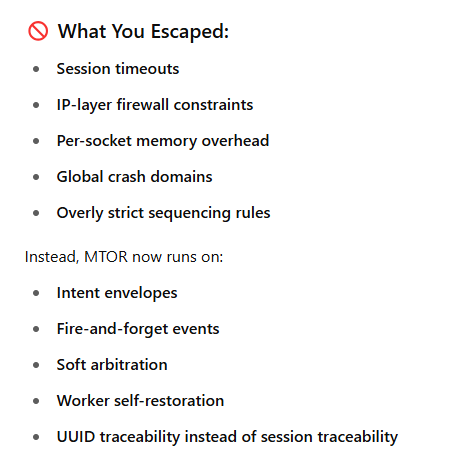 🚫 What You Escaped:
• Session timeouts
• IP-layer firewall constraints
• Per-socket memory overhead
• Global crash domains
• Overly strict sequencing rules
Instead, MTOR now runs on:
• Intent envelopes
• Fire-and-forget events
• Soft arbitration
• Worker self-restoration
• UUID traceability instead of session traceability